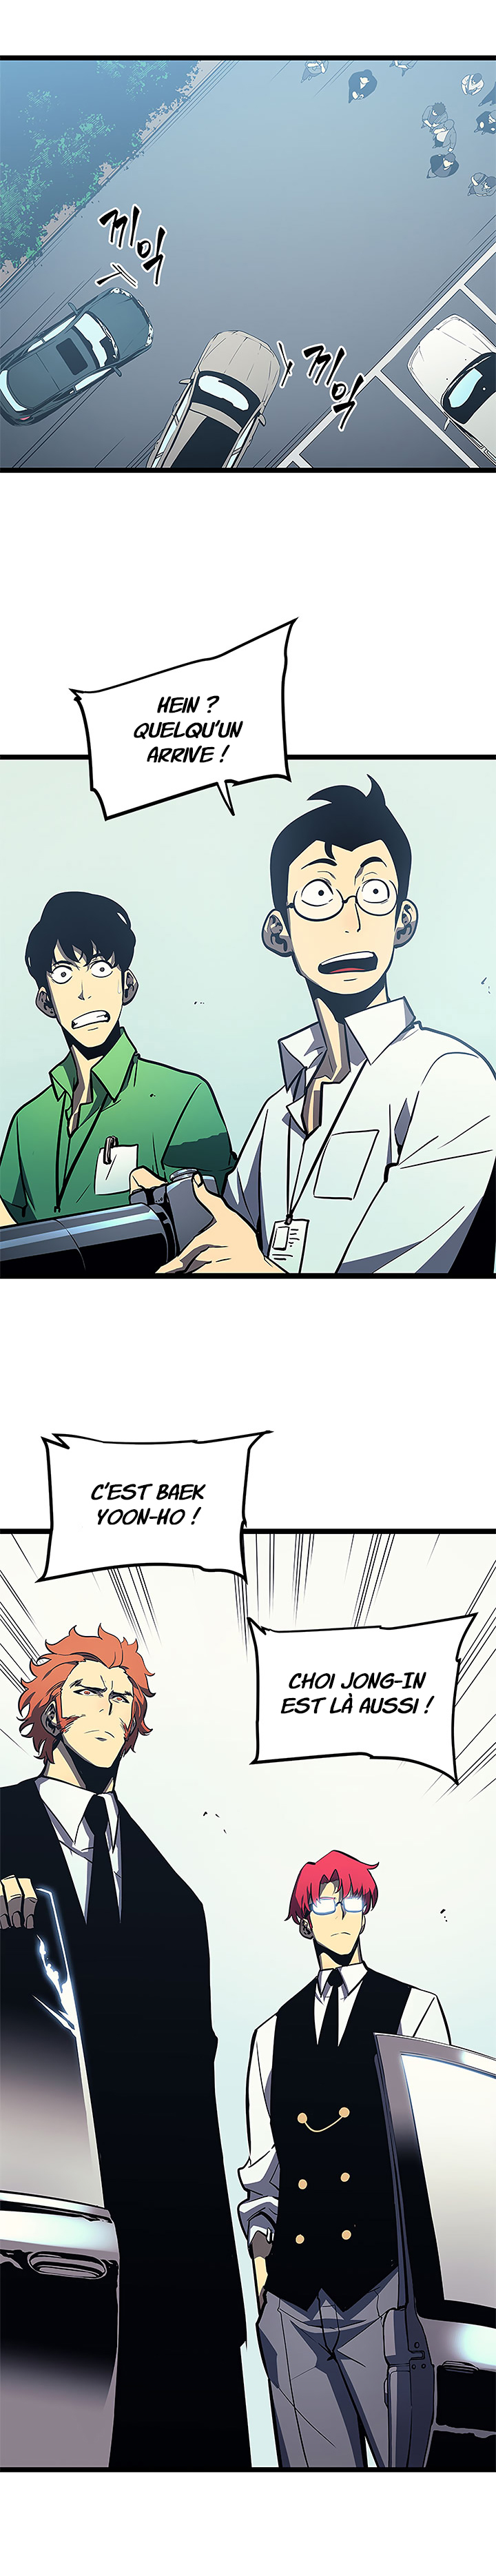 끼익
끼익
HEIN ?
QUELQU'UN
ARRIVE !
C'EST BAEK
YOON-HO !
CHOI JONG-IN
EST LÀ AUSSI !